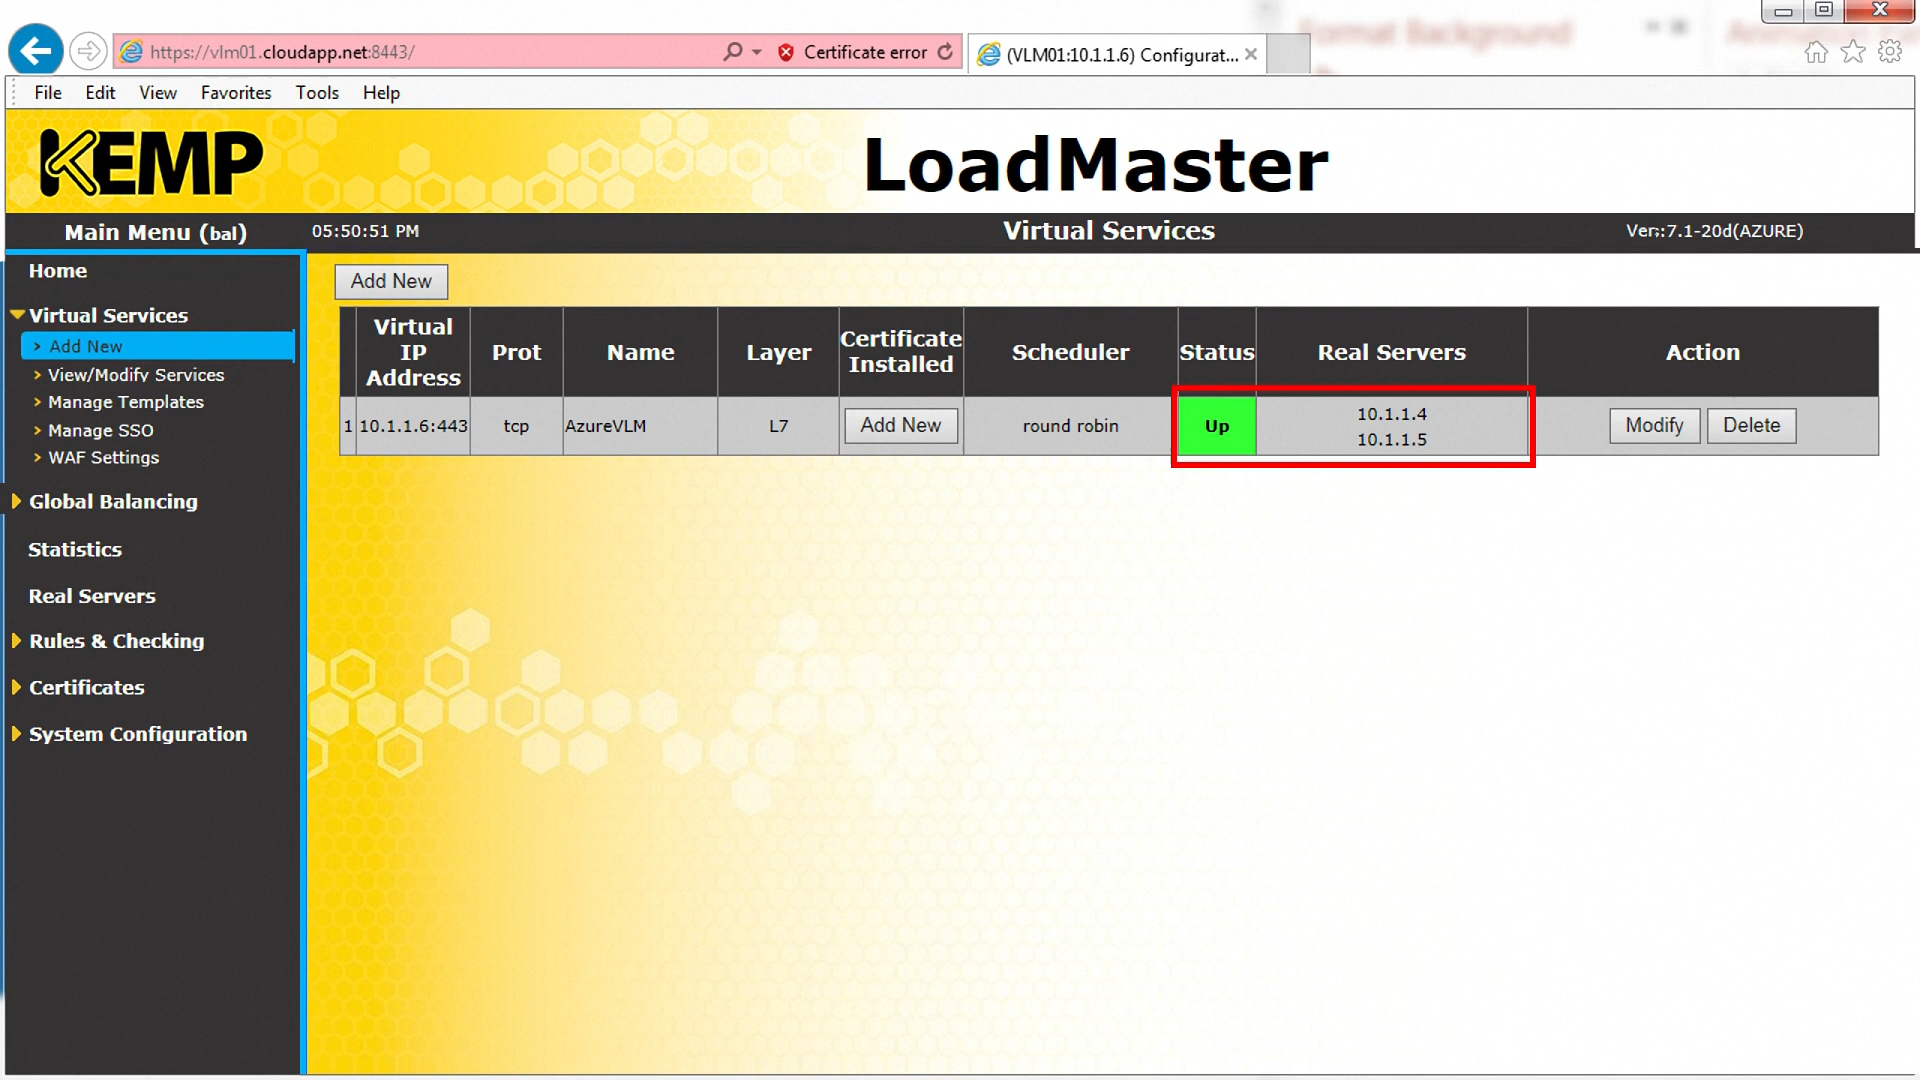 Format Background
https://vlm01.cloudapp.net:8443/
Certificate error
(VLM01:10.1.1.6) Configurat...
File Edit View Favorites Tools Help
KEMP
LoadMaster
Main Menu (bal)
05:50:51 PM
Virtual Services
Ver:7.1-20d(AZURE)
Home
Virtual Services
Add New
View/Modify Services
Manage Templates
Manage SSO
WAF Settings
Global Balancing
Statistics
Real Servers
Rules & Checking
Certificates
System Configuration
Add New
Virtual IP Address Prot Name Layer Certificate Installed Scheduler Status Real Servers Action
1 10.1.1.6:443 tcp AzureVLM L7 Add New round robin Up 10.1.1.4
10.1.1.5
Modify Delete